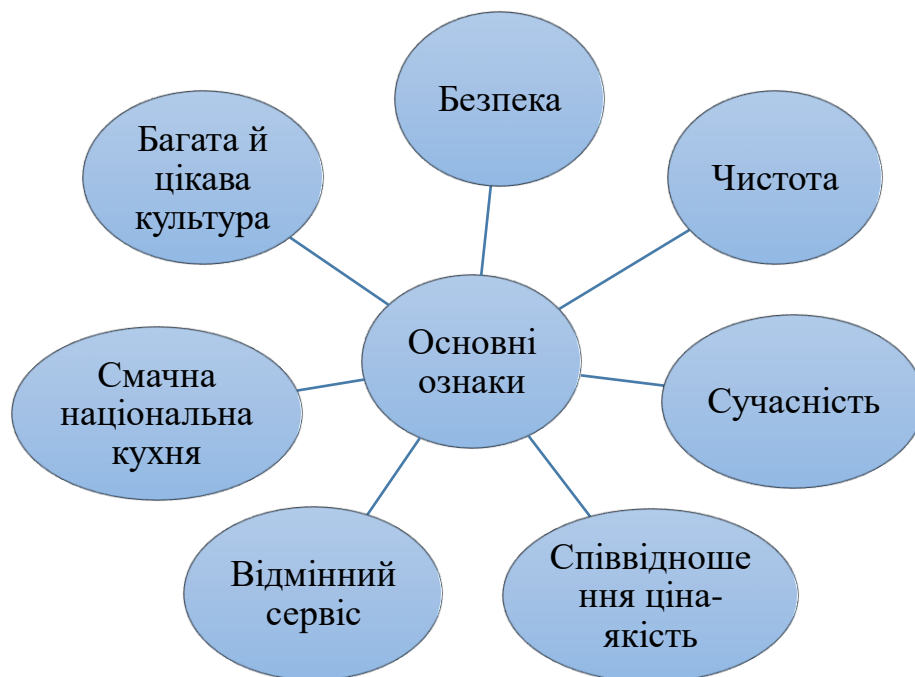 Безпека
Багата й
цікава
культура
Чистота
Основні
ознаки
Смачна
національна
кухня
Сучасність
Відмінний
сервіс
Співвідноше
ння ціна-
якість